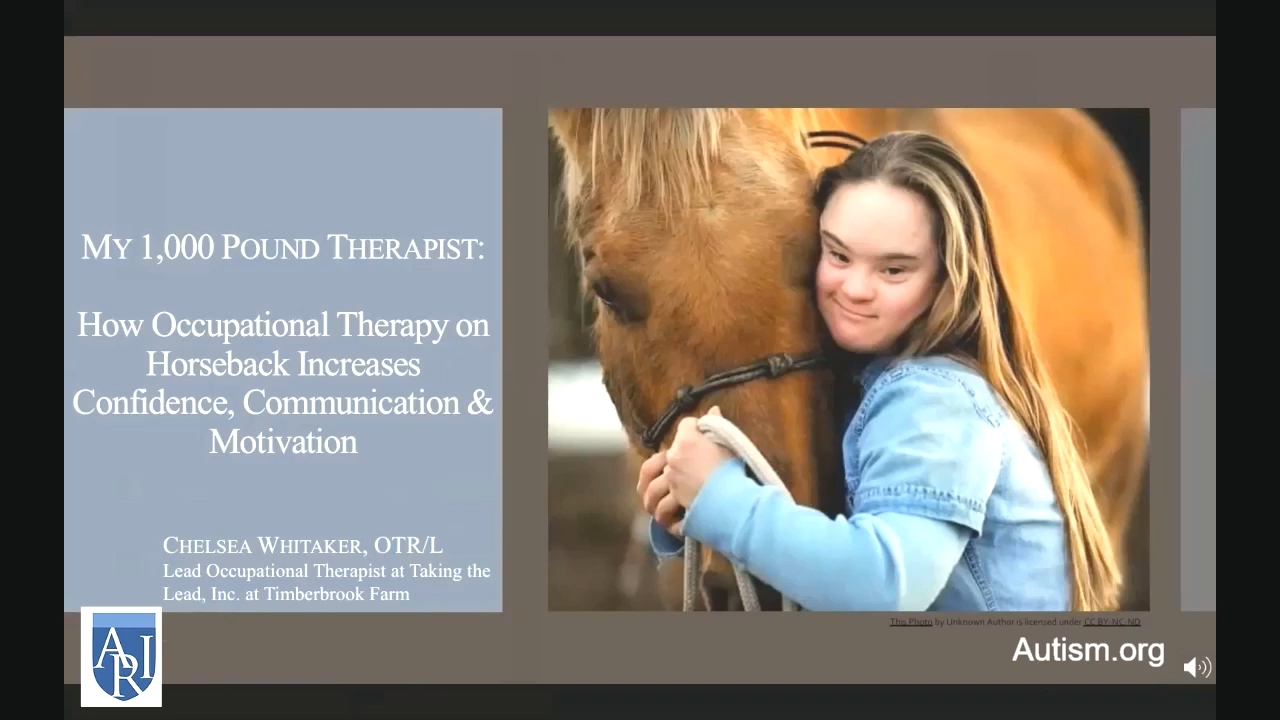 MY 1,000 POUND THERAPIST:
How Occupational Therapy on
Horseback Increases
Confidence, Communication &
Motivation
CHELSEA WHITAKER, OTR/L
Lead Occupational Therapist at Taking the
Lead, Inc. at Timberbrook Farm
This Photo by Unknown Author is licensed under CC BY-NC-ND
Autism.org
ARI